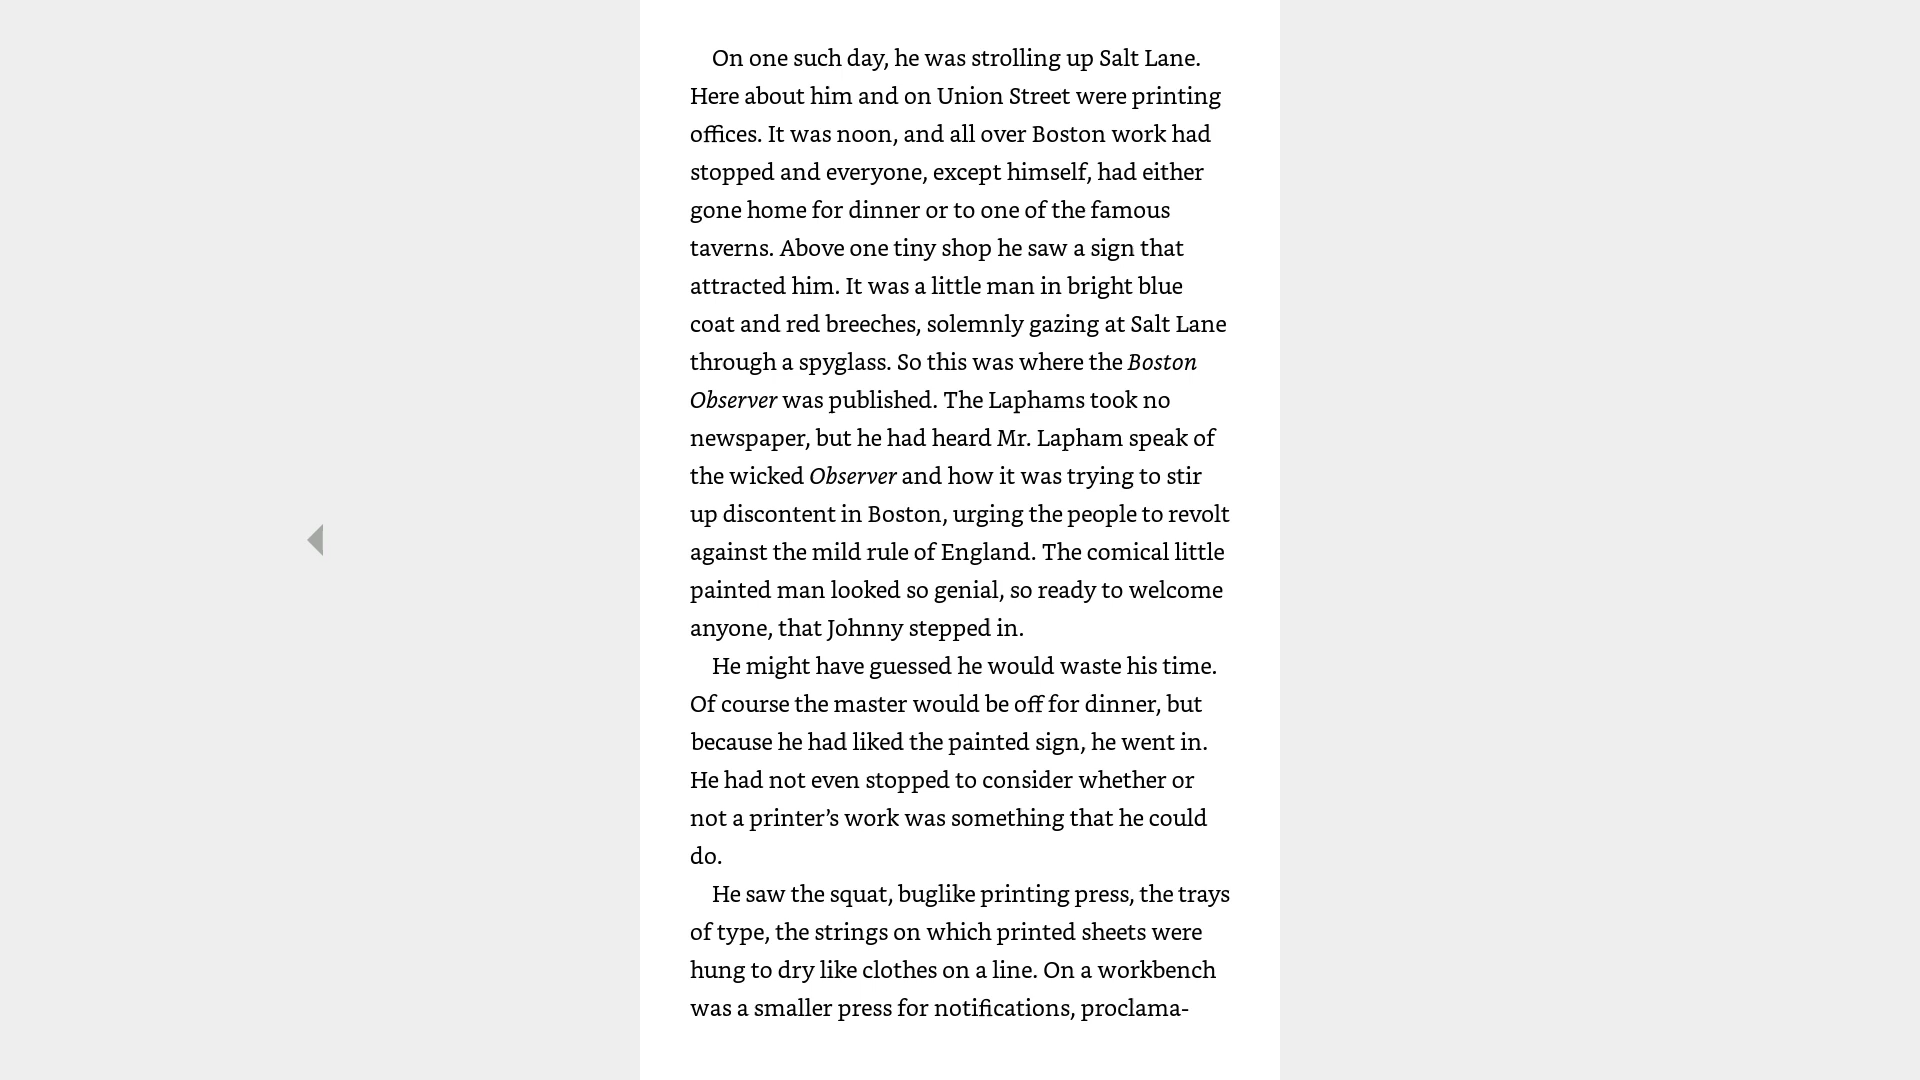 On one such day, he was strolling up Salt Lane.
Here about him and on Union Street were printing
offices. It was noon, and all over Boston work had
stopped and everyone, except himself, had either
gone home for dinner or to one of the famous
taverns. Above one tiny shop he saw a sign that
attracted him. It was a little man in bright blue
coat and red breeches, solemnly gazing at Salt Lane
through a spyglass. So this was where the Boston
Observer was published. The Laphams took no
newspaper, but he had heard Mr. Lapham speak of
the wicked Observer and how it was trying to stir
up discontent in Boston, urging the people to revolt
against the mild rule of England. The comical little
painted man looked so genial, so ready to welcome
anyone, that Johnny stepped in.
He might have guessed he would waste his time.
Of course the master would be off for dinner, but
because he had liked the painted sign, he went in.
He had not even stopped to consider whether or
not a printer’s work was something that he could
do.
He saw the squat, buglike printing press, the trays
of type, the strings on which printed sheets were
hung to dry like clothes on a line. On a workbench
was a smaller press for notifications, proclama-